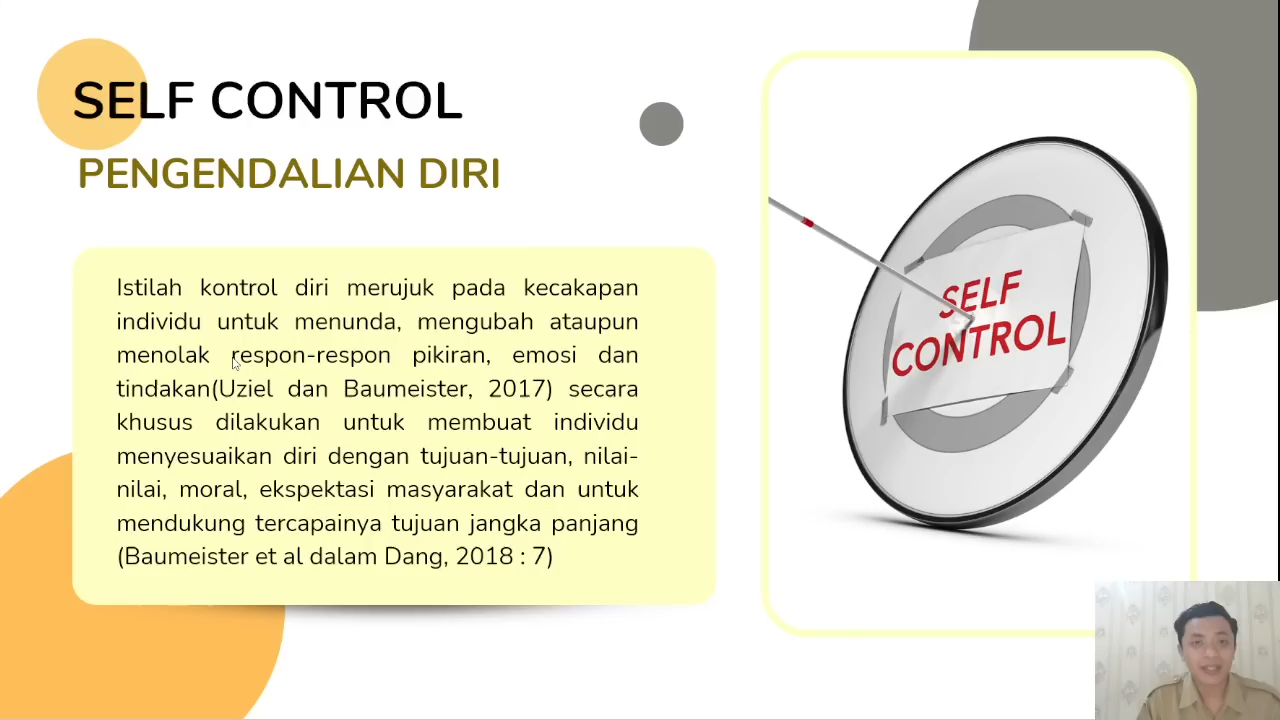 SELF CONTROL
PENGENDALIAN DIRI
Istilah kontrol diri merujuk pada kecakapan
individu untuk menunda, mengubah ataupun
menolak respon-respon pikiran, emosi dan
tindakan(Uziel dan Baumeister, 2017) secara
khusus dilakukan untuk membuat individu
menyesuaikan diri dengan tujuan-tujuan, nilai-
nilai, moral, ekspektasi masyarakat dan untuk
mendukung tercapainya tujuan jangka panjang
(Baumeister et al dalam Dang, 2018 : 7)
SELF
CONTROL